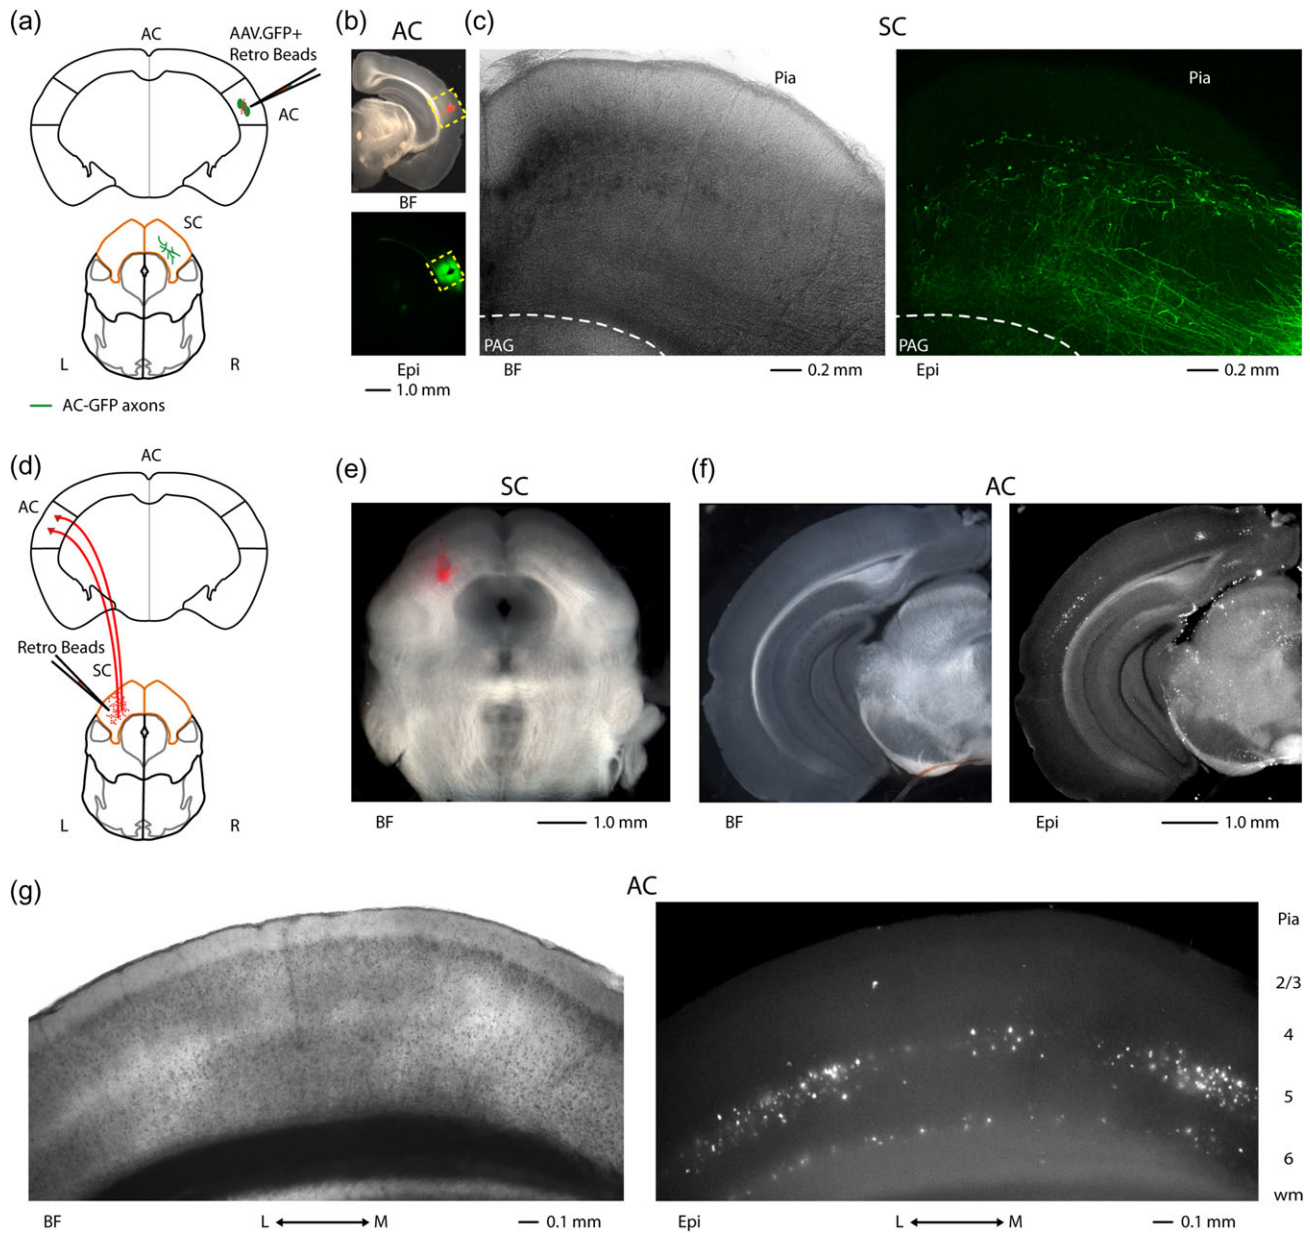 (a)
AC
AAV.GFP+
Retro Beads
AC
SC
L
R
AC-GFP axons
(b)
AC
BF
Epi
1.0 mm
(c)
SC
Pia
PAG
BF
0.2 mm
Pia
PAG
Epi
0.2 mm
(d)
AC
AC
Retro Beads
SC
L
R
(e)
SC
BF
1.0 mm
(f)
AC
BF
Epi
1.0 mm
(g)
AC
BF
L
M
0.1 mm
Pia
2/3
4
5
6
wm
Epi
L
M
0.1 mm